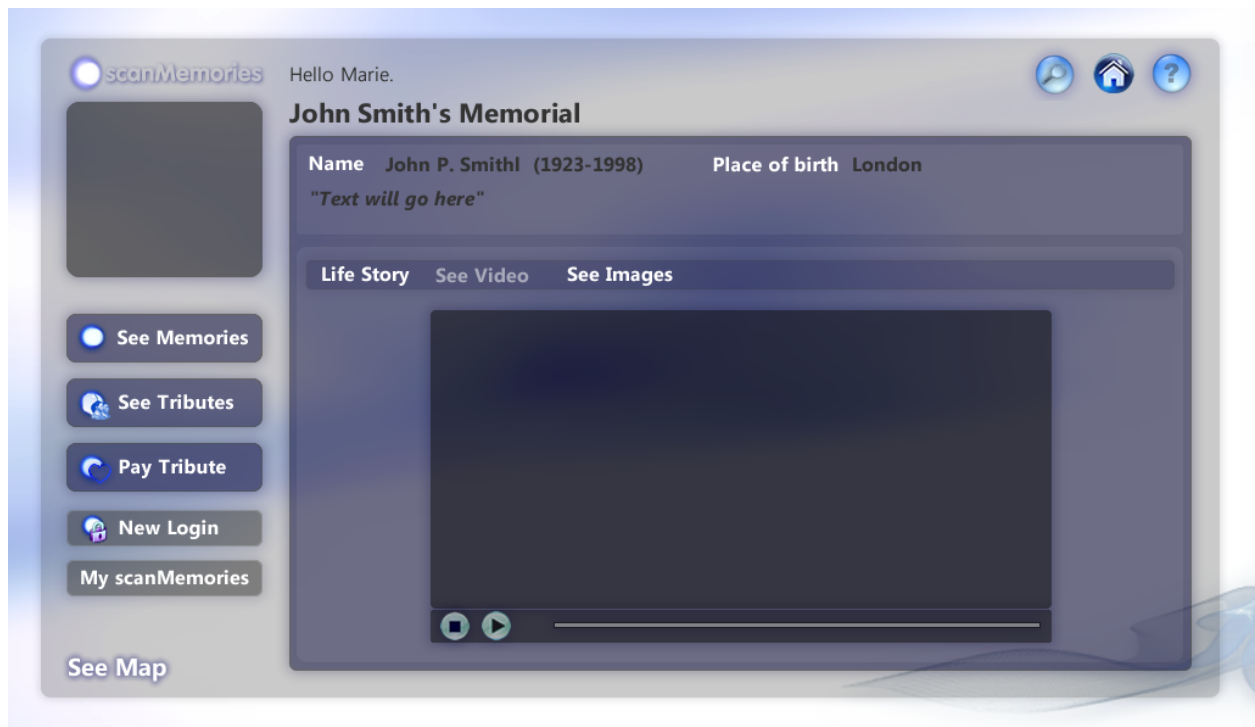 scanMemories
Hello Marie.
John Smith's Memorial
Name John P. Smithl (1923-1998) Place of birth London
"Text will go here"
Life Story See Video See Images
See Memories
See Tributes
Pay Tribute
New Login
My scanMemories
See Map
?